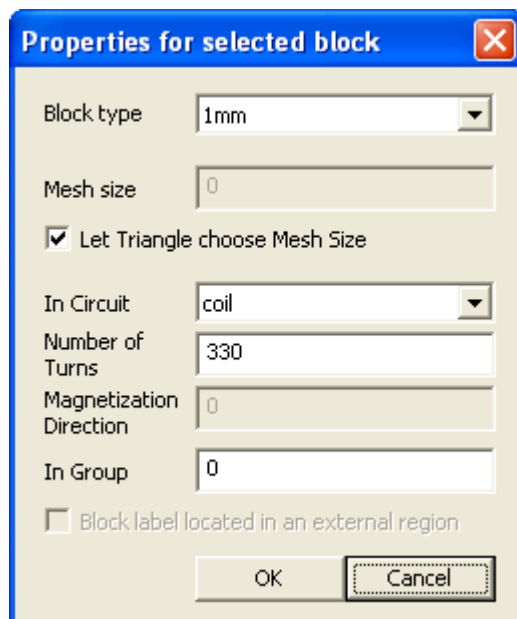 Properties for selected block
Block type
1mm
Mesh size
0
Let Triangle choose Mesh Size
In Circuit
coil
Number of
Turns
330
Magnetization
Direction
0
In Group
0
Block label located in an external region
OK
Cancel